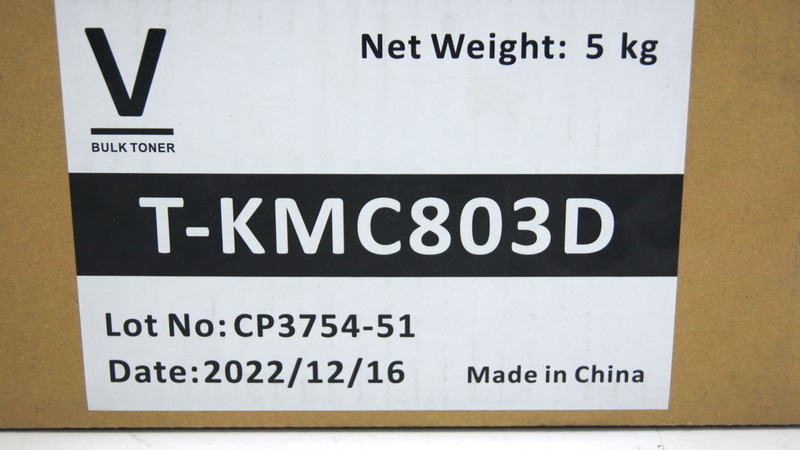 V
BULK TONER
Net Weight: 5 kg
T-KMC803D
Lot No: CP3754-51
Date:2022/12/16
Made in China